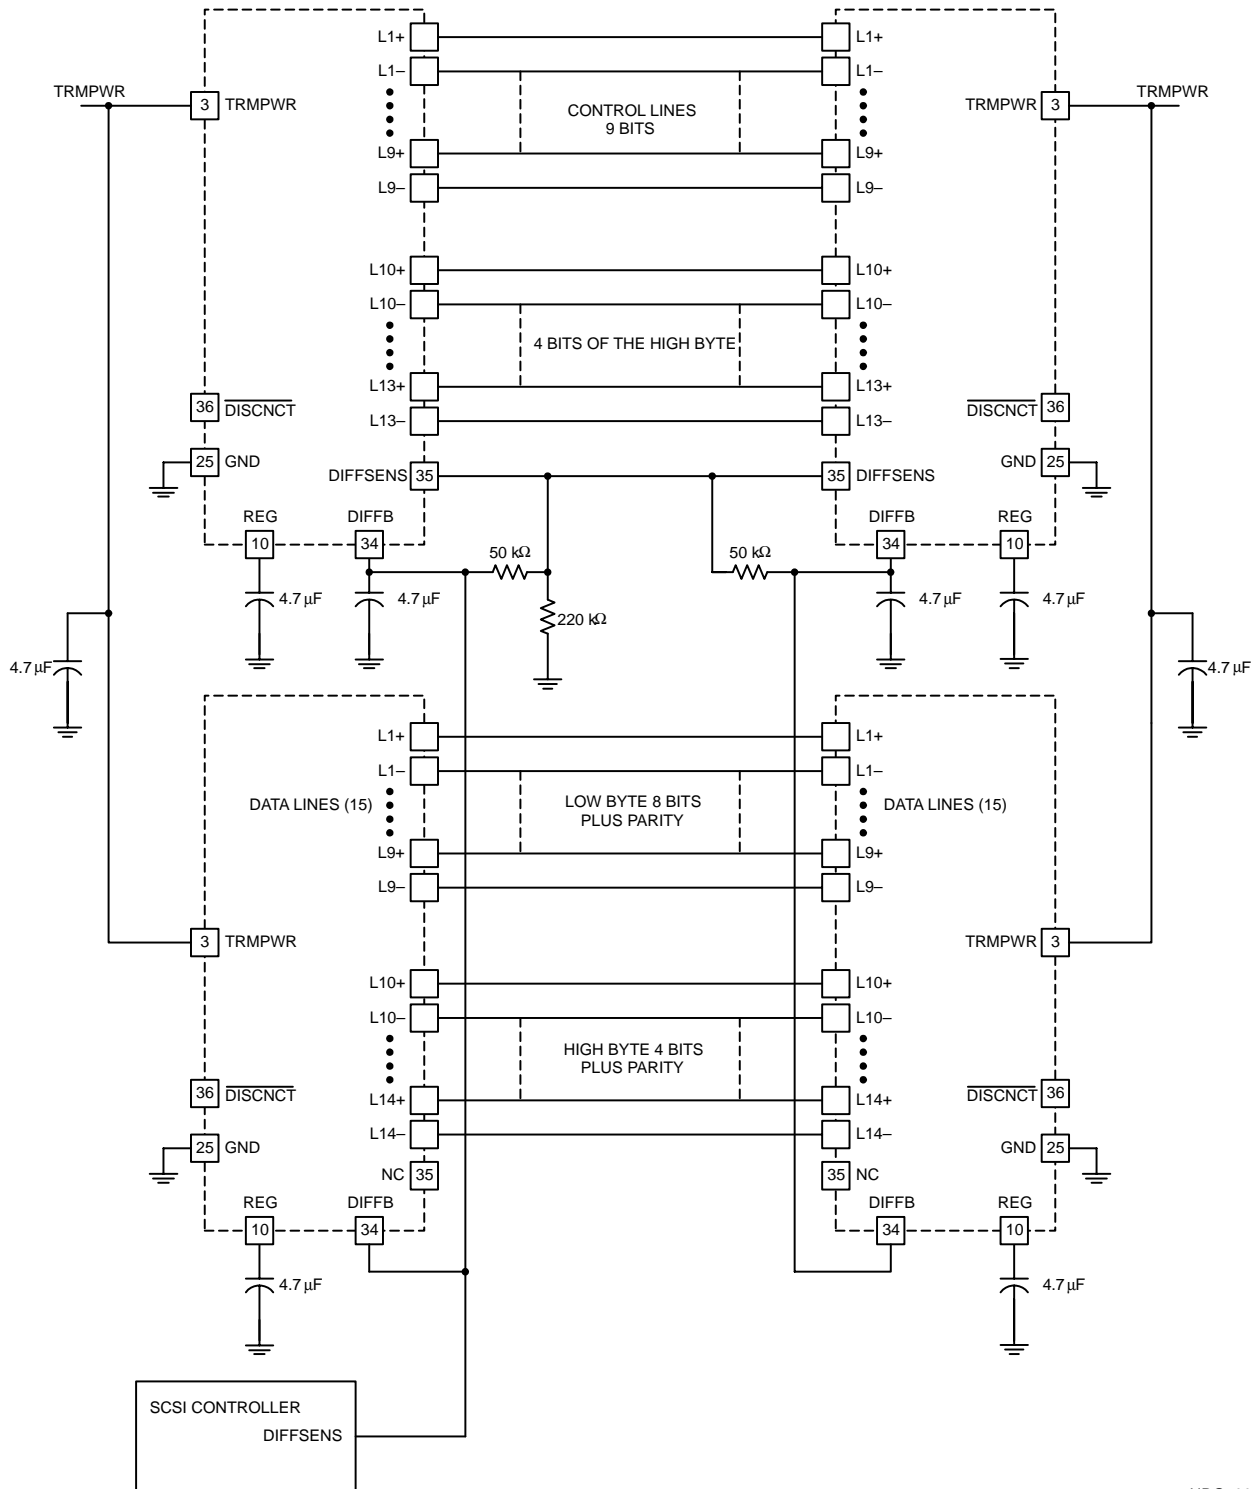 L1+ L1+
L1– L1–
TRMPWR TRMPWR
3 TRMPWR TRMPWR 3
CONTROL LINES
9 BITS
L9+ L9+
L9– L9–
L10+ L10+
L10– L10–
4 BITS OF THE HIGH BYTE
L13+ L13+
36 DISCNCT DISCNCT 36
L13– L13–
25 GND GND 25
DIFFSENS 35 35 DIFFSENS
REG DIFFB DIFFB REG
10 34 34 10
50 kΩ 50 kΩ
4.7 µF 4.7 µF 4.7 µF 4.7 µF
220 kΩ
4.7 µF 4.7 µF
L1+ L1+
L1– L1–
DATA LINES (15) DATA LINES (15)
LOW BYTE 8 BITS
PLUS PARITY
L9+ L9+
L9– L9–
3 TRMPWR TRMPWR 3
L10+ L10+
L10– L10–
HIGH BYTE 4 BITS
PLUS PARITY
36 DISCNCT DISCNCT 36
L14+ L14+
L14– L14–
25 GND GND 25
NC 35 35 NC
REG DIFFB DIFFB REG
10 34 34 10
4.7 µF 4.7 µF
SCSI CONTROLLER
DIFFSENS